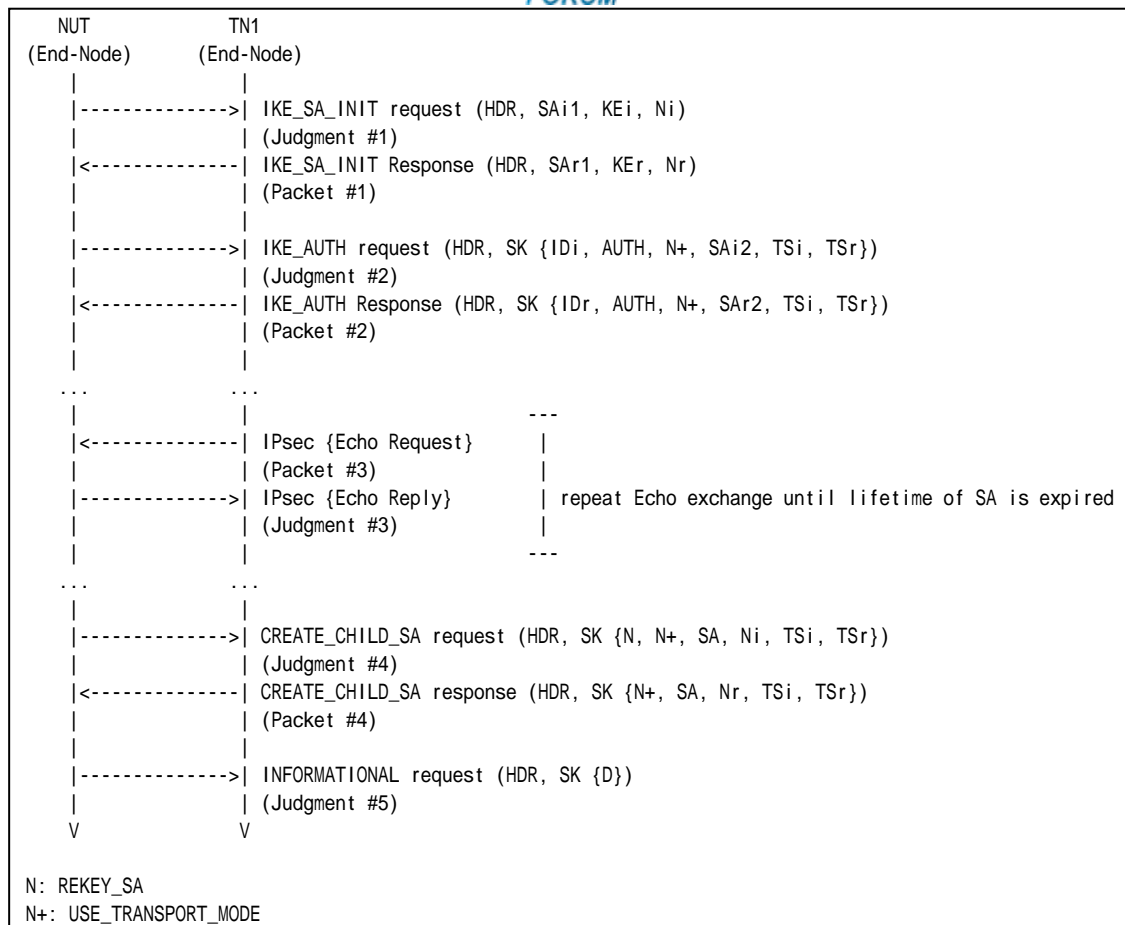 FORUM
NUT TN1
(End-Node) (End-Node)
| |
|-------------->| IKE_SA_INIT request (HDR, SAi1, KEi, Ni)
| | (Judgment #1)
|<--------------| IKE_SA_INIT Response (HDR, SAr1, KEr, Nr)
| | (Packet #1)
| |
|-------------->| IKE_AUTH request (HDR, SK {IDi, AUTH, N+, SAi2, TSi, TSr})
| | (Judgment #2)
|<--------------| IKE_AUTH Response (HDR, SK {IDr, AUTH, N+, SAr2, TSi, TSr})
| | (Packet #2)
| |
... ...
| | ---
|<--------------| IPsec {Echo Request} |
| | (Packet #3) |
|-------------->| IPsec {Echo Reply} | repeat Echo exchange until lifetime of SA is expired
| | (Judgment #3) |
| | ---
... ...
| |
|-------------->| CREATE_CHILD_SA request (HDR, SK {N, N+, SA, Ni, TSi, TSr})
| | (Judgment #4)
|<--------------| CREATE_CHILD_SA response (HDR, SK {N+, SA, Nr, TSi, TSr})
| | (Packet #4)
| |
|-------------->| INFORMATIONAL request (HDR, SK {D})
| | (Judgment #5)
V V
N: REKEY_SA
N+: USE_TRANSPORT_MODE